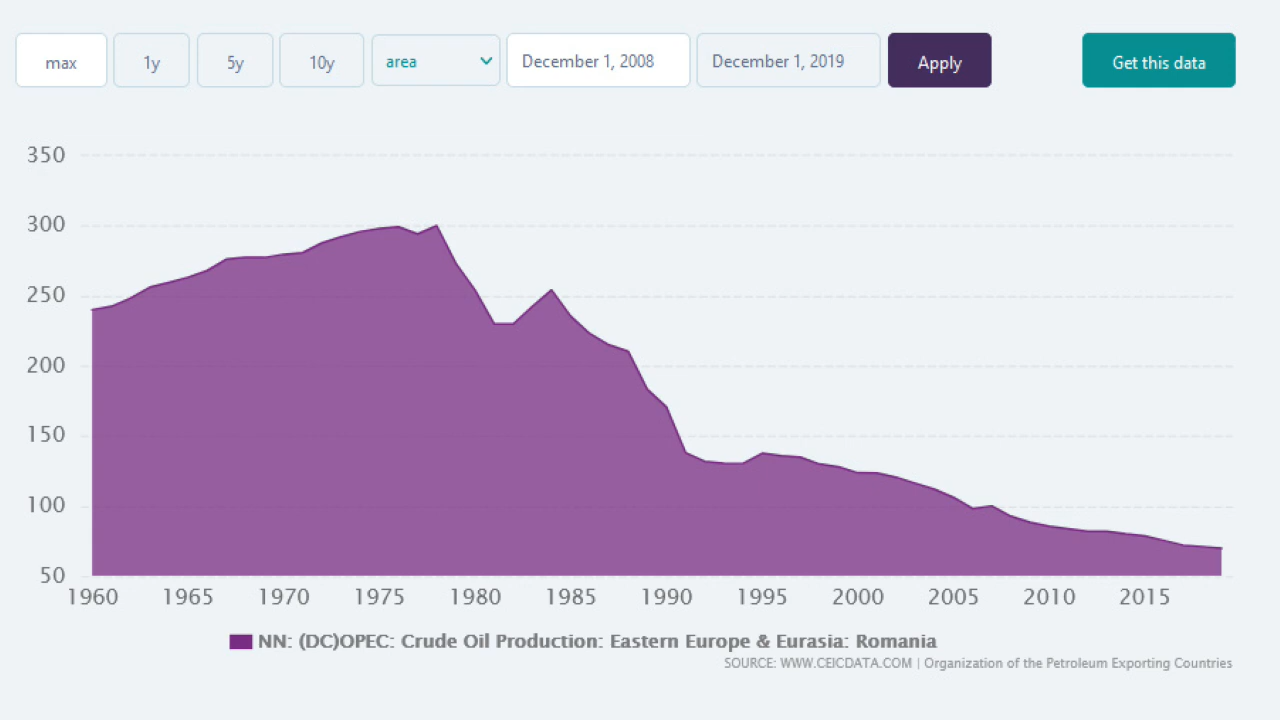 max 1y 5y 10y area December 1, 2008 December 1, 2019 Apply Get this data
350
300
250
200
150
100
50
1960 1965 1970 1975 1980 1985 1990 1995 2000 2005 2010 2015
NN: (DC)OPEC: Crude Oil Production: Eastern Europe & Eurasia: Romania
SOURCE: WWW.CEICDATA.COM | Organization of the Petroleum Exporting Countries